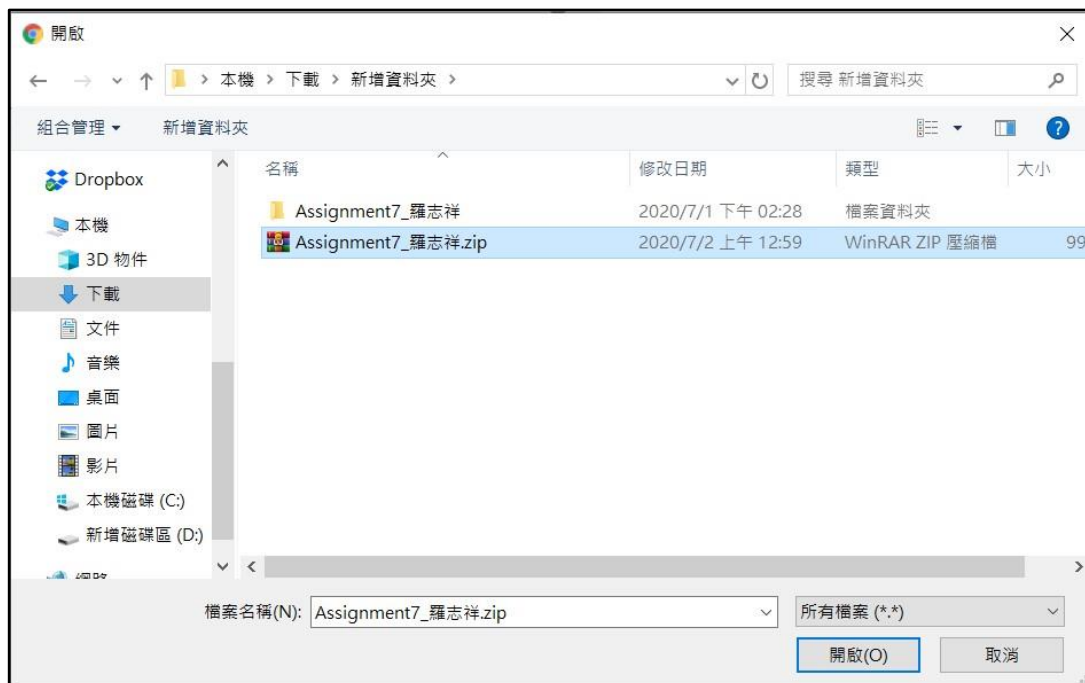 開啟
本機 > 下載 > 新增資料夾 >
搜尋 新增資料夾
組合管理
新增資料夾
Dropbox
本機
3D 物件
下載
文件
音樂
桌面
圖片
影片
本機磁碟 (C:)
新增磁碟區 (D:)
網路
名稱 修改日期 類型 大小
Assignment7_羅志祥 2020/7/1 下午 02:28 檔案資料夾
Assignment7_羅志祥.zip 2020/7/2 上午 12:59 WinRAR ZIP 壓縮檔 99
檔案名稱(N): Assignment7_羅志祥.zip
所有檔案 (*.*)
開啟(O)
取消